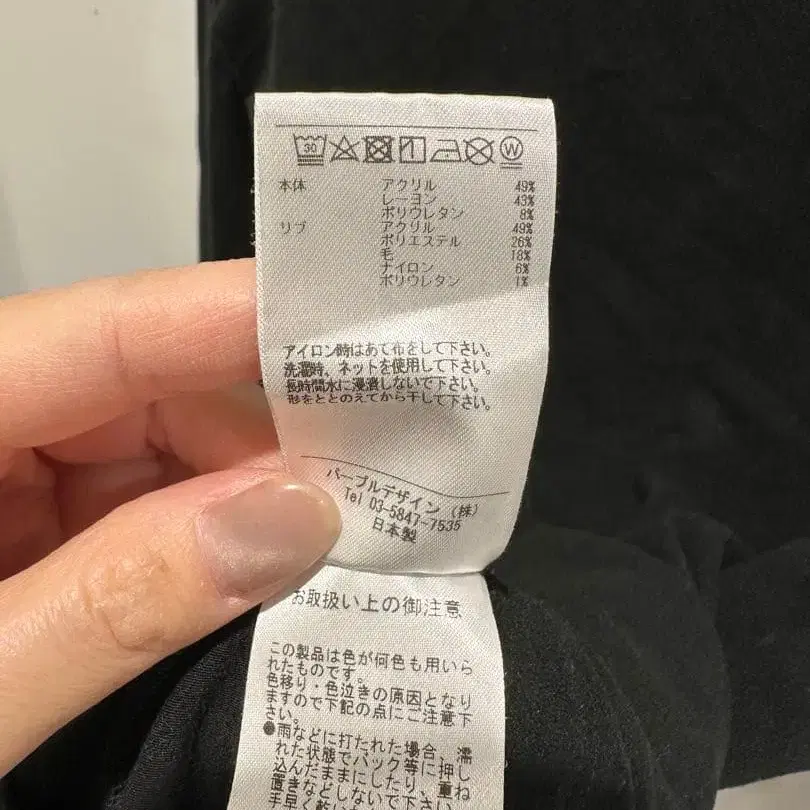 30 W
本体 アクリル 49%
レーヨン 43%
ポリウレタン 8%
リブ アクリル 49%
ポリエステル 26%
毛 18%
ナイロン 6%
ポリウレタン 1%
アイロン時はあて布をして下さい。
洗濯時、ネットを使用して下さい。
長時間水に浸漬しないで下さい。
形をととのえてから干して下さい。
パープルデザイン(株)
Tel 03-5847-7535
日本製
お取扱い上の御注意
この製品は色が何色も用いら
れたものです。
色移り・色泣きの原因となり
ますので下記の点にご注意下
さい。
●雨などに打たれた場合、濡
れた状態でバック等に押し
込んだままにしたり、重ね
置きなどしないで下さい。